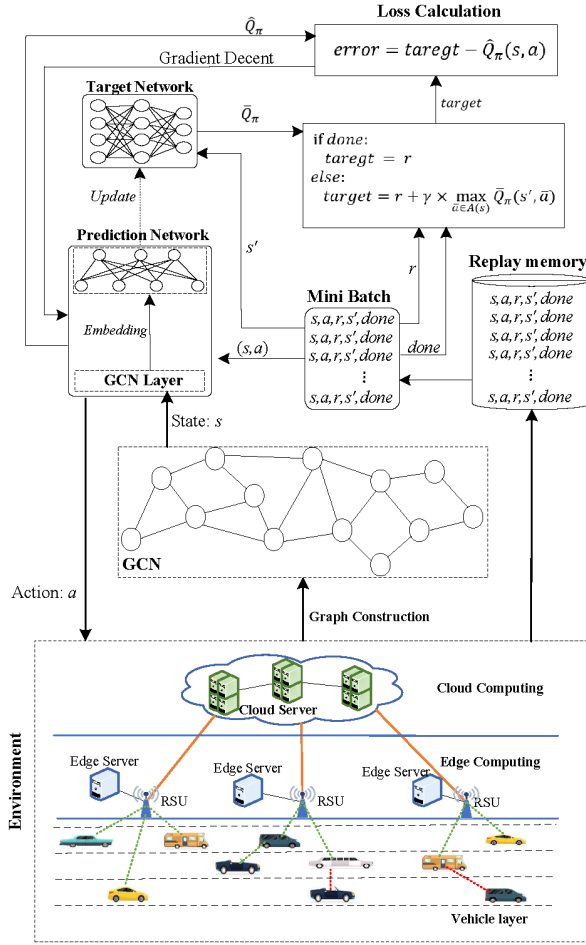 Loss Calculation
Q̂π
error = taregt − Q̂π(s, a)
Gradient Decent
Target Network
target
Q̄π
if done:
taregt = r
else:
target = r + γ × max Q̄π(s′, ā)
ā∈A(s)
Update
s′
r
Prediction Network
Replay memory
Mini Batch
s,a,r,s′,done
s,a,r,s′,done
s,a,r,s′,done
s,a,r,s′,done
s,a,r,s′,done
⋮
s,a,r,s′,done
s,a,r,s′,done
s,a,r,s′,done
s,a,r,s′,done
⋮
s,a,r,s′,done
Embedding
(s,a)
done
GCN Layer
State: s
GCN
Action: a
Graph Construction
Environment
Cloud Computing
Cloud Server
Edge Computing
Edge Server
RSU
Edge Server
RSU
Edge Server
RSU
Vehicle layer